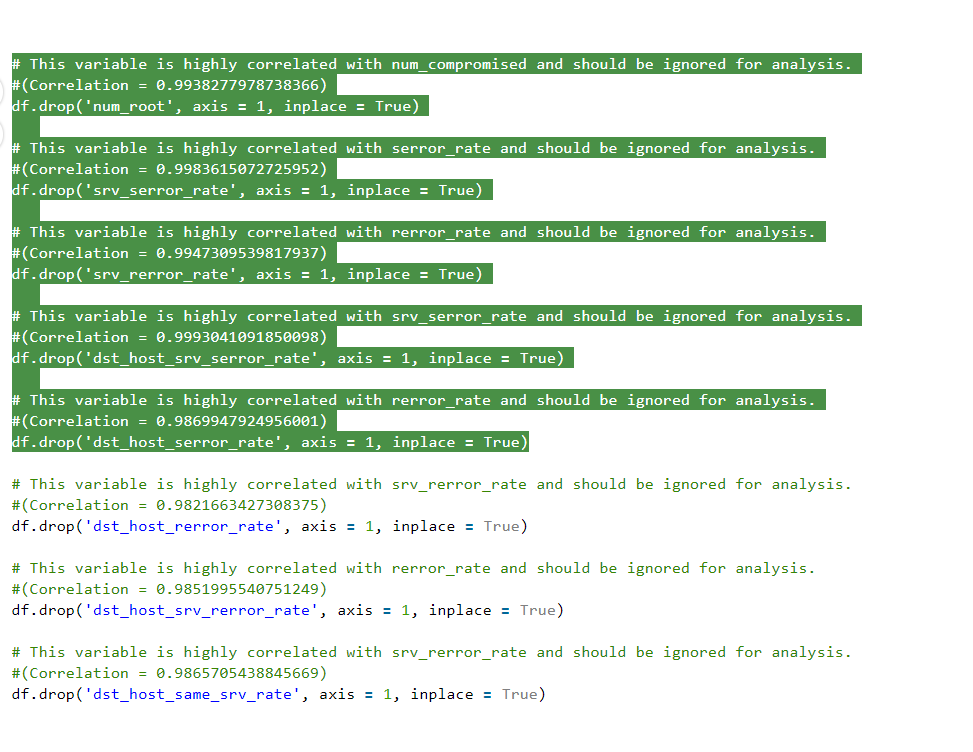 # This variable is highly correlated with num_compromised and should be ignored for analysis.
#(Correlation = 0.9938277978738366)
df.drop('num_root', axis = 1, inplace = True)
# This variable is highly correlated with serror_rate and should be ignored for analysis.
#(Correlation = 0.9983615072725952)
df.drop('srv_serror_rate', axis = 1, inplace = True)
# This variable is highly correlated with rerror_rate and should be ignored for analysis.
#(Correlation = 0.9947309539817937)
df.drop('srv_rerror_rate', axis = 1, inplace = True)
# This variable is highly correlated with srv_serror_rate and should be ignored for analysis.
#(Correlation = 0.9993041091850098)
df.drop('dst_host_srv_serror_rate', axis = 1, inplace = True)
# This variable is highly correlated with rerror_rate and should be ignored for analysis.
#(Correlation = 0.9869947924956001)
df.drop('dst_host_serror_rate', axis = 1, inplace = True)
# This variable is highly correlated with srv_rerror_rate and should be ignored for analysis.
#(Correlation = 0.9821663427308375)
df.drop('dst_host_rerror_rate', axis = 1, inplace = True)
# This variable is highly correlated with rerror_rate and should be ignored for analysis.
#(Correlation = 0.9851995540751249)
df.drop('dst_host_srv_rerror_rate', axis = 1, inplace = True)
# This variable is highly correlated with srv_rerror_rate and should be ignored for analysis.
#(Correlation = 0.9865705438845669)
df.drop('dst_host_same_srv_rate', axis = 1, inplace = True)